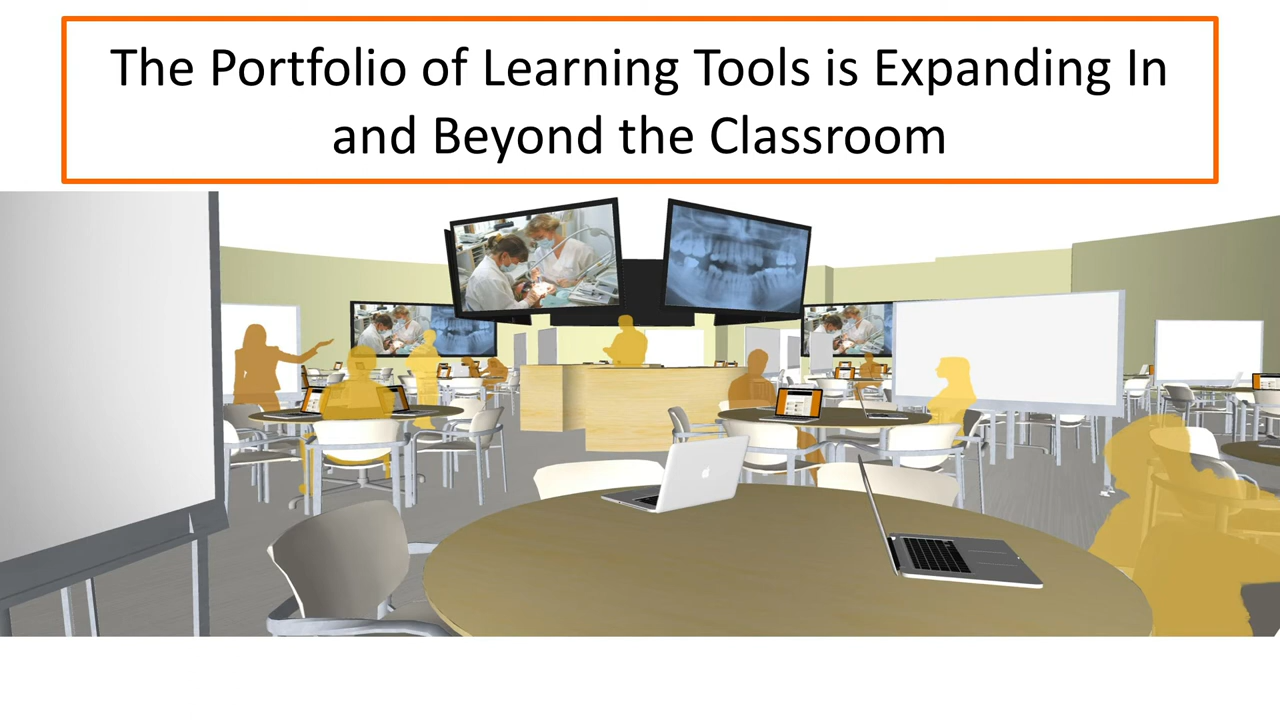 The Portfolio of Learning Tools is Expanding In
and Beyond the Classroom